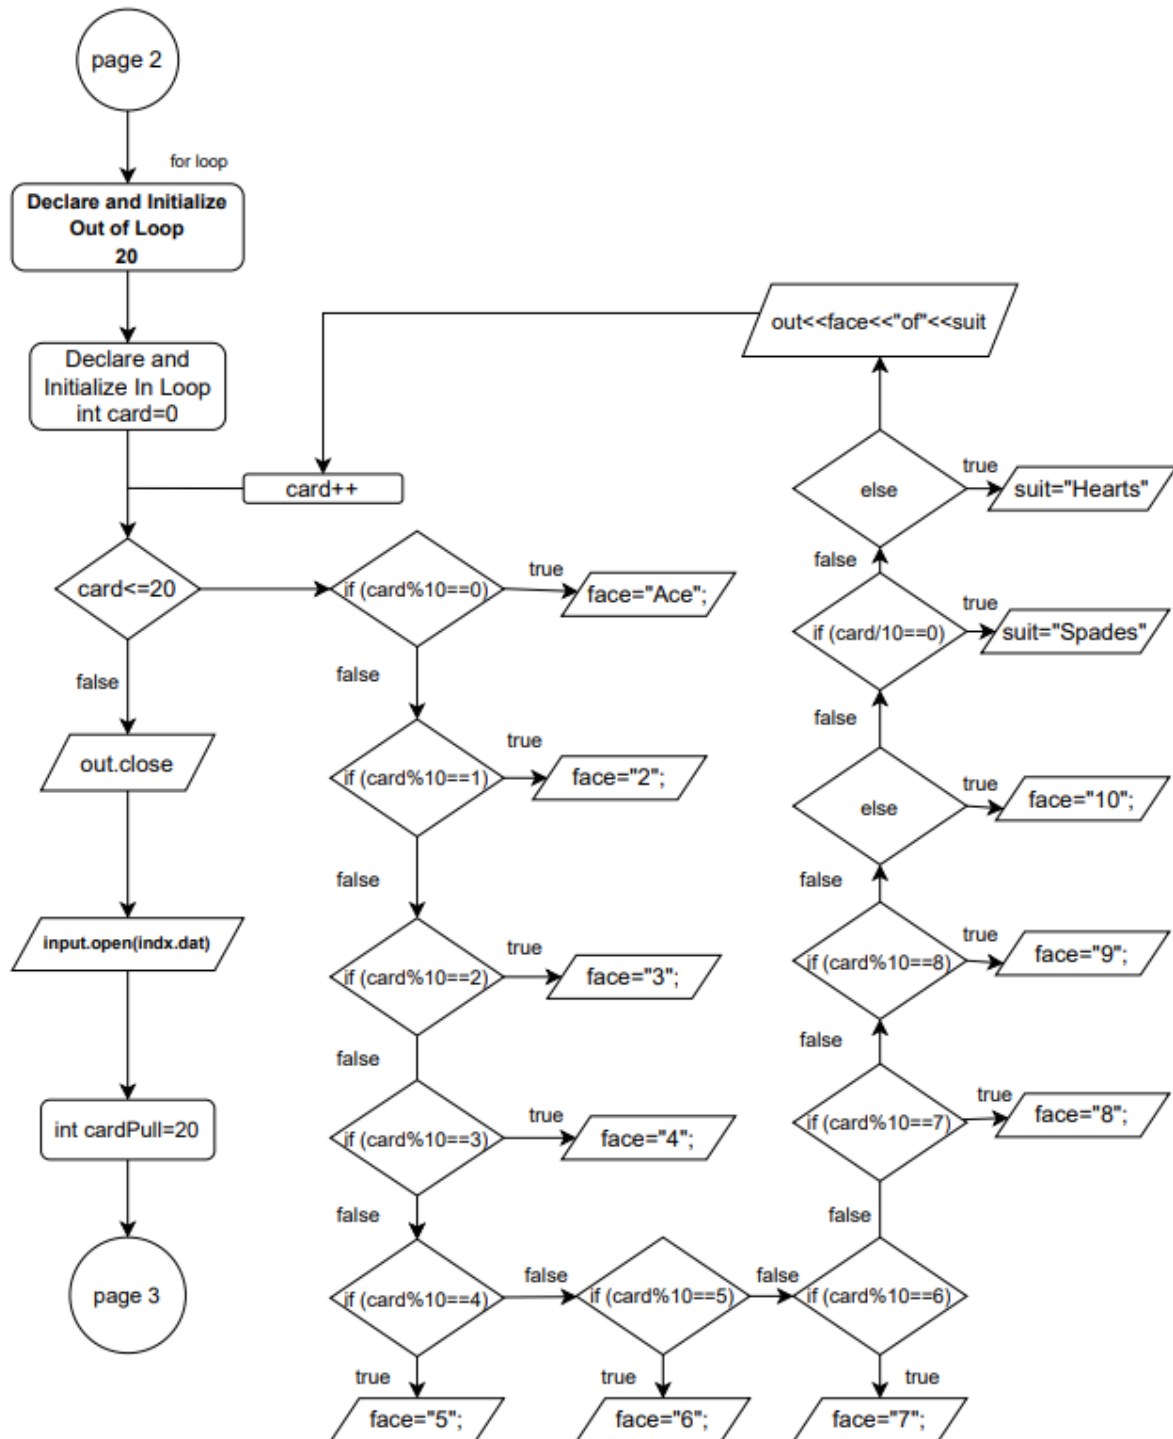 page 2
for loop
Declare and Initialize
Out of Loop
20
Declare and
Initialize In Loop
int card=0
card++
card<=20
false
out.close
input.open(indx.dat)
int cardPull=20
page 3
if (card%10==0)
true
face="Ace";
false
if (card%10==1)
true
face="2";
false
if (card%10==2)
true
face="3";
false
if (card%10==3)
true
face="4";
false
if (card%10==4)
true
face="5";
false
if (card%10==5)
true
face="6";
false
if (card%10==6)
true
face="7";
false
if (card%10==7)
true
face="8";
false
if (card%10==8)
true
face="9";
false
else
true
face="10";
false
if (card/10==0)
true
suit="Spades"
false
else
true
suit="Hearts"
out<<face<<"of"<<suit